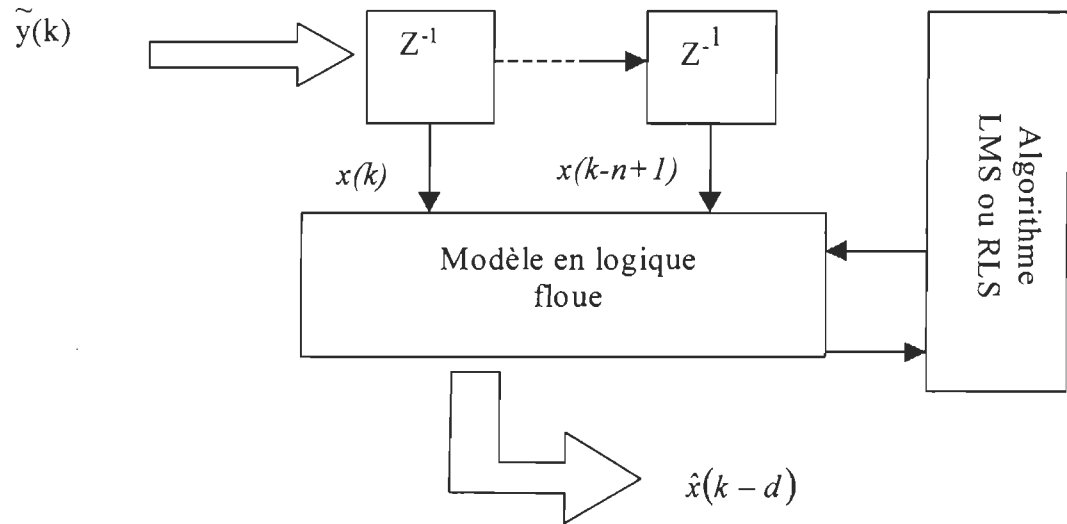 ỹ(k)
Z⁻¹
Z⁻¹
x(k)
x(k-n+1)
Modèle en logique
floue
Algorithme
LMS ou RLS
x̂(k − d)